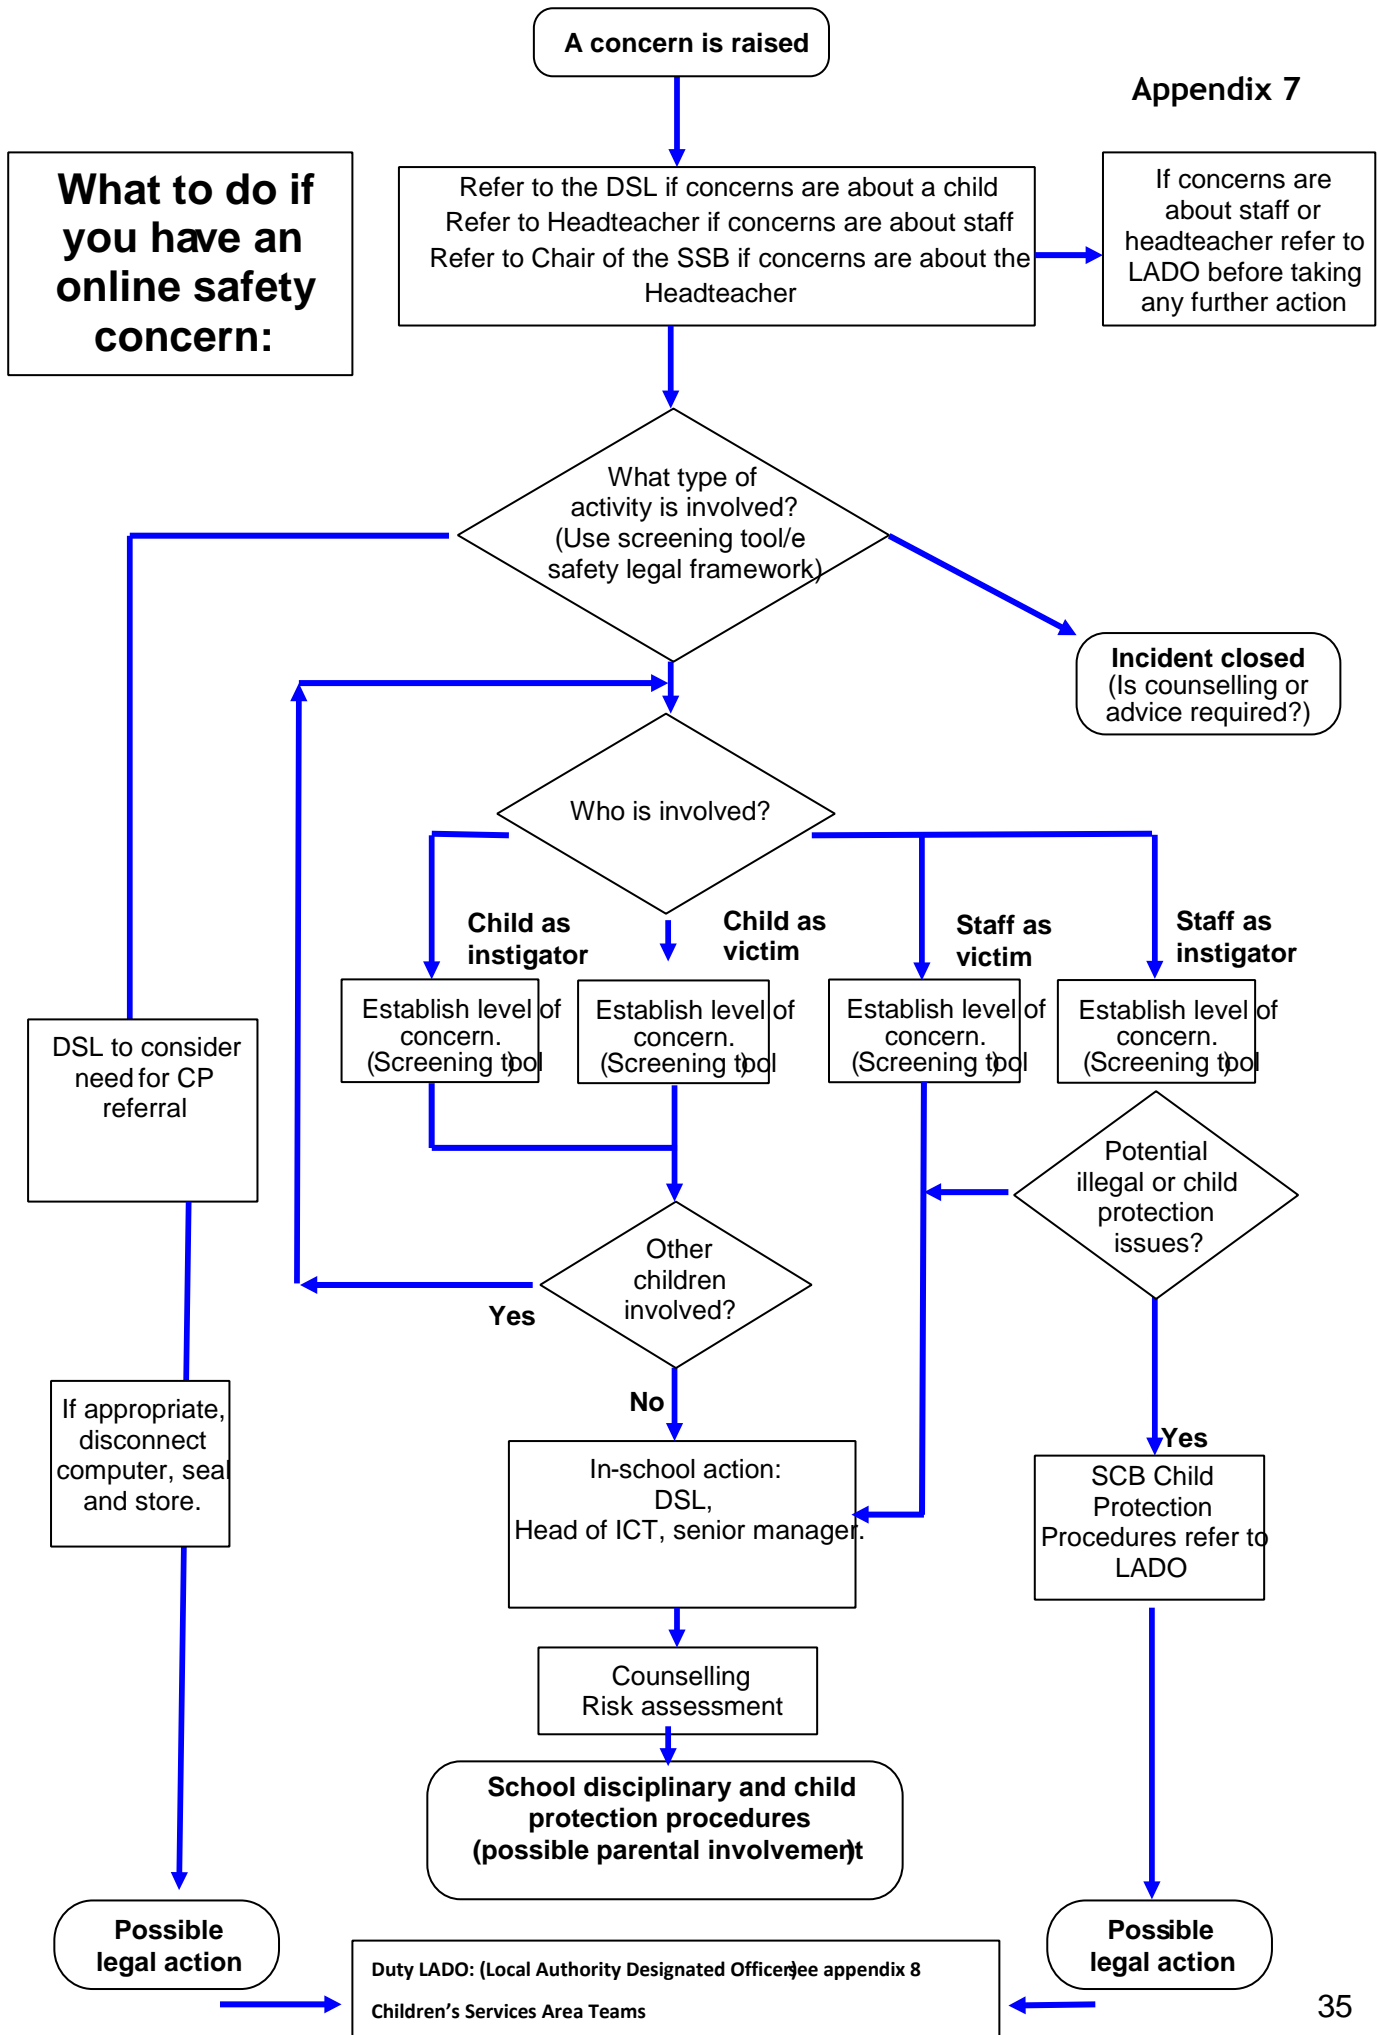 A concern is raised
Appendix 7
What to do if
you have an
online safety
concern:
Refer to the DSL if concerns are about a child
Refer to Headteacher if concerns are about staff
Refer to Chair of the SSB if concerns are about the
Headteacher
If concerns are
about staff or
headteacher refer to
LADO before taking
any further action
What type of
activity is involved?
(Use screening tool/e
safety legal framework)
Incident closed
(Is counselling or
advice required?)
Who is involved?
Child as
instigator
Child as
victim
Staff as
victim
Staff as
instigator
Establish level of
concern.
(Screening tool)
Establish level of
concern.
(Screening tool)
Establish level of
concern.
(Screening tool)
Establish level of
concern.
(Screening tool)
DSL to consider
need for CP
referral
Potential
illegal or child
protection
issues?
Other
children
involved?
Yes
No
If appropriate,
disconnect
computer, seal
and store.
In-school action:
DSL,
Head of ICT, senior manager.
Yes
SCB Child
Protection
Procedures refer to
LADO
Counselling
Risk assessment
School disciplinary and child
protection procedures
(possible parental involvement)
Possible
legal action
Possible
legal action
Duty LADO: (Local Authority Designated Officer)see appendix 8
Children's Services Area Teams
35